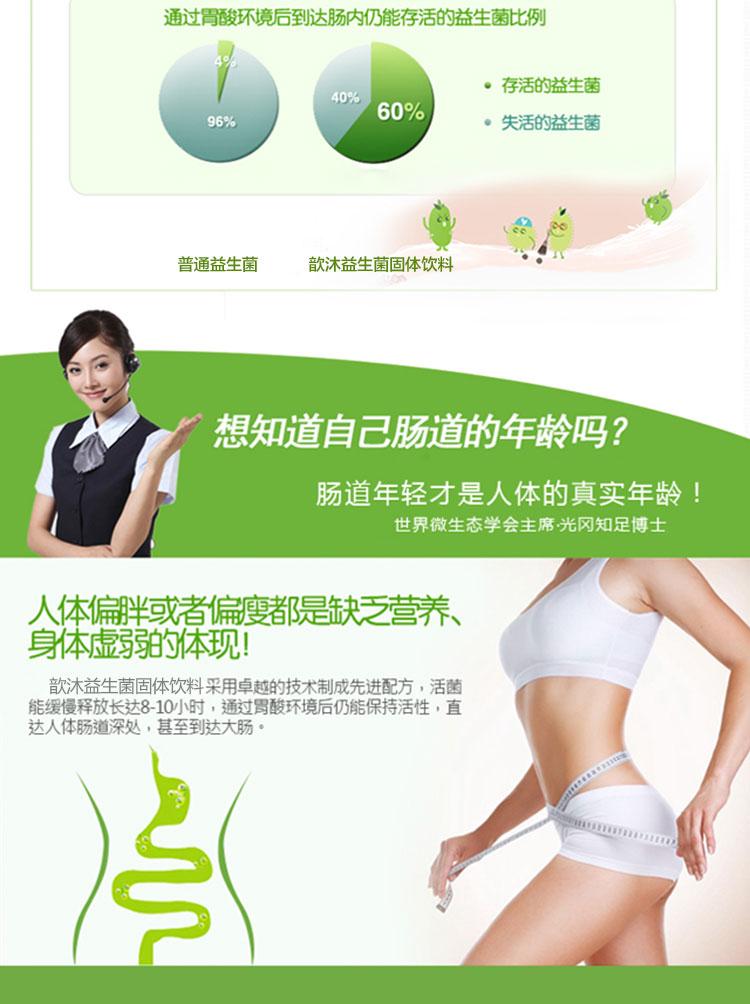 通过胃酸环境后到达肠内仍能存活的益生菌比例
4%
96%
40%
60%
存活的益生菌
失活的益生菌
普通益生菌
歆沐益生菌固体饮料
想知道自己肠道的年龄吗?
肠道年轻才是人体的真实年龄！
世界微生态学会主席·光冈知足博士
人体偏胖或者偏瘦都是缺乏营养、
身体虚弱的体现!
歆沐益生菌固体饮料采用卓越的技术制成先进配方，活菌
能缓慢释放长达8-10小时，通过胃酸环境后仍能保持活性，直
达人体肠道深处，甚至到达大肠。